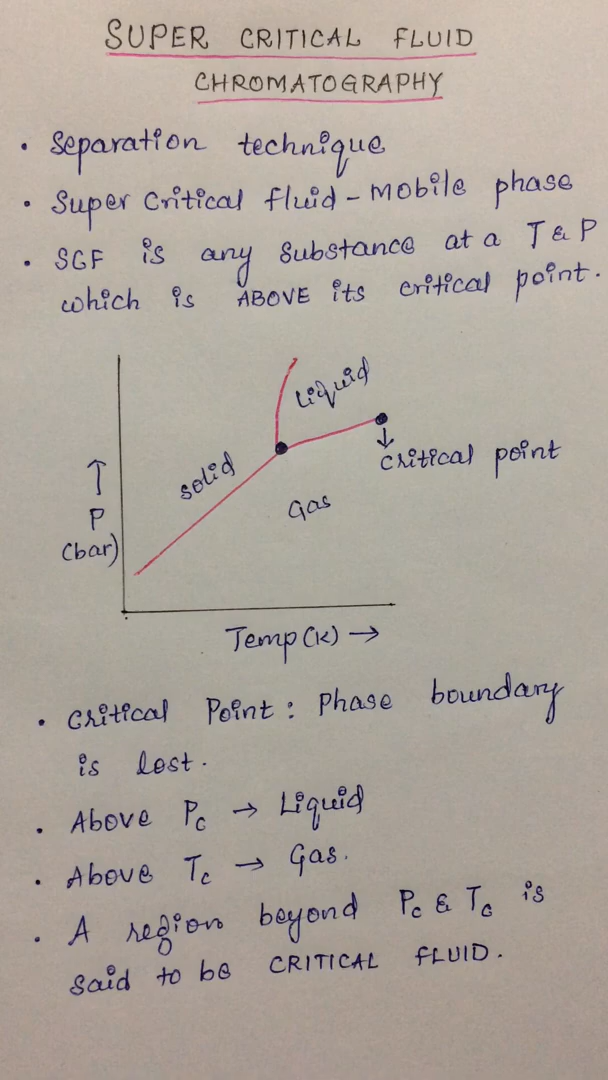 SUPER CRITICAL FLUID
CHROMATOGRAPHY
• Separation technique
• Super Critical fluid - Mobile phase
• SCF is any substance at a T & P
which is ABOVE its critical point.
Liquid
solid
critical point
Gas
P
(bar)
Temp (K) →
• Critical Point : Phase boundary
is lost.
• Above Pc → Liquid
• Above Tc → Gas.
• A region beyond Pc & Tc is
said to be CRITICAL FLUID.